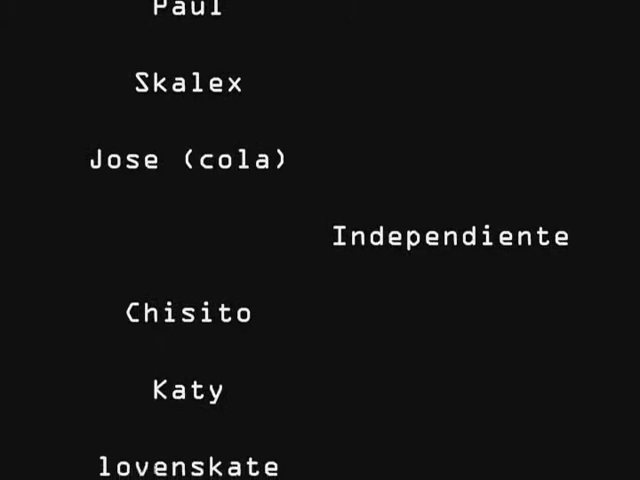 Paul
Skalex
Jose (cola)
Independiente
Chisito
Katy
lovenskate